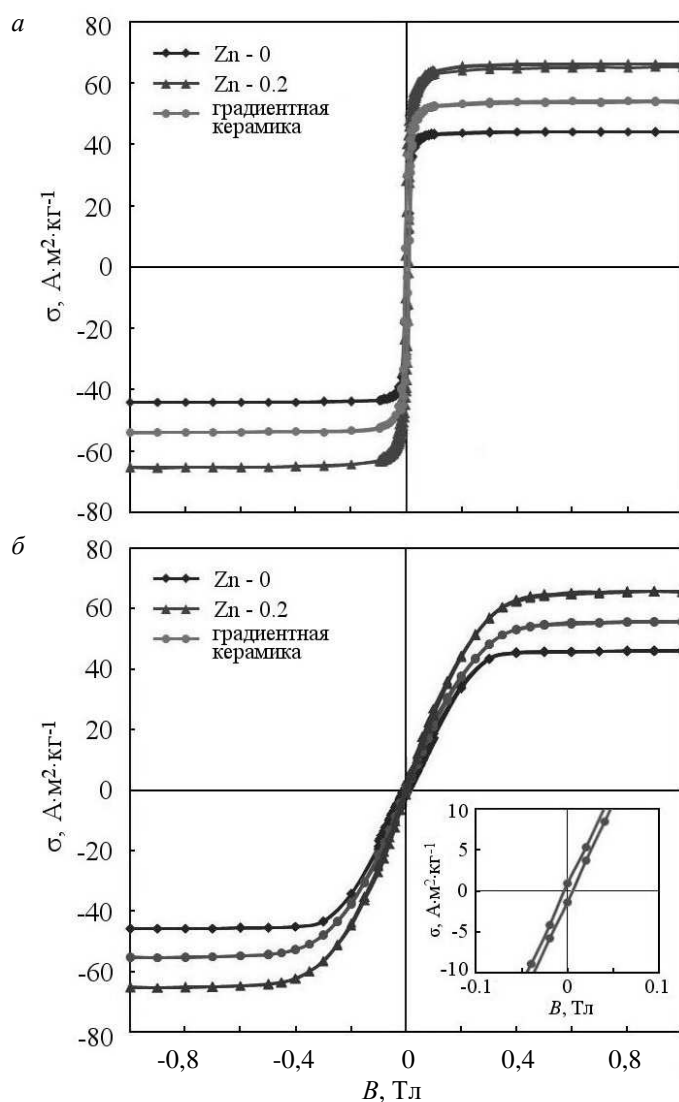 а
80
60
40
20
0
-20
-40
-60
-80
σ, А·м²·кг⁻¹
Zn - 0
Zn - 0.2
градиентная
керамика
б
80
60
40
20
0
-20
-40
-60
-80
σ, А·м²·кг⁻¹
Zn - 0
Zn - 0.2
градиентная
керамика
10
5
0
-5
-10
σ, А·м²·кг⁻¹
-0.1 0 0.1
B, Тл
-0,8 -0,4 0 0,4 0,8
B, Тл